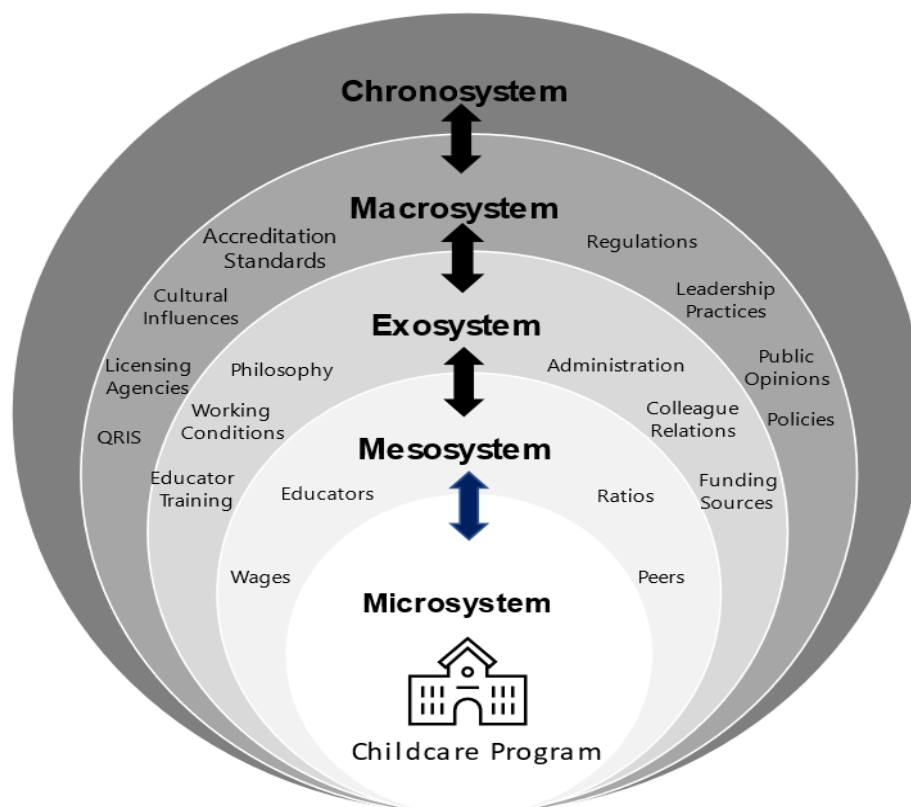 Chronosystem
Macrosystem
Accreditation
Standards
Regulations
Cultural
Influences
Leadership
Practices
Exosystem
Licensing
Agencies
Philosophy
Administration
Public
Opinions
Working
Conditions
Colleague
Relations
Policies
QRIS
Mesosystem
Educator
Training
Educators
Ratios
Funding
Sources
Wages
Peers
Microsystem
Childcare Program